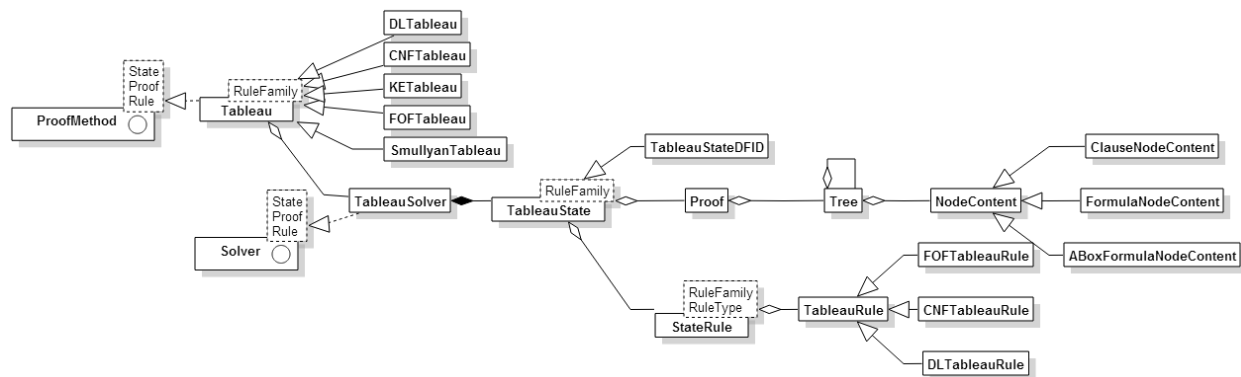 DLTableau
CNFTableau
KETableau
FOFTableau
SmullyanTableau
State
Proof
Rule
ProofMethod
RuleFamily
Tableau
TableauStateDFID
ClauseNodeContent
State
Proof
Rule
Solver
TableauSolver
RuleFamily
TableauState
Proof
Tree
NodeContent
FormulaNodeContent
ABoxFormulaNodeContent
RuleFamily
RuleType
StateRule
TableauRule
FOFTableauRule
CNFTableauRule
DLTableauRule